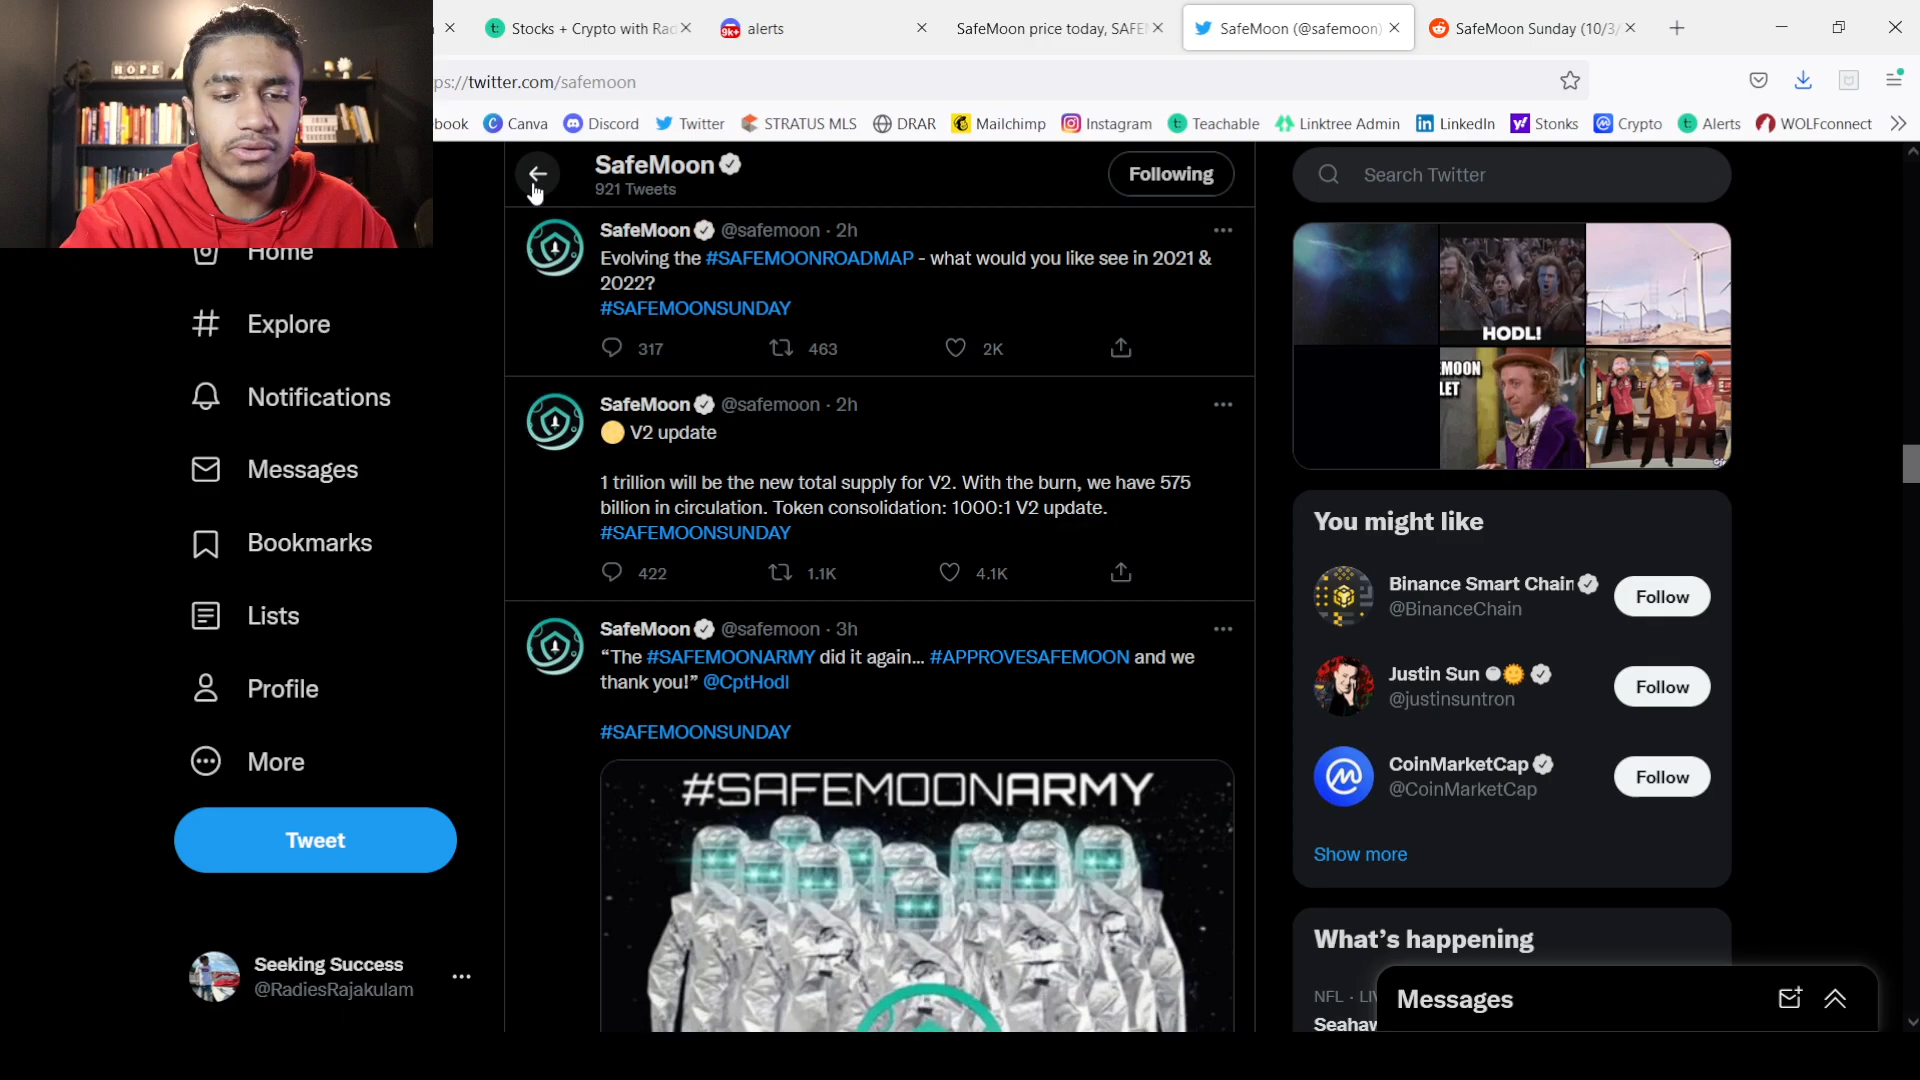 Stocks + Crypto with Rad
9k+ alerts
SafeMoon price today, SAFE
SafeMoon (@safemoon)
SafeMoon Sunday (10/3/
ps://twitter.com/safemoon
book Canva Discord Twitter STRATUS MLS DRAR Mailchimp Instagram Teachable Linktree Admin LinkedIn Stonks Crypto Alerts WOLFconnect
HOPE
Home
Explore
Notifications
Messages
Bookmarks
Lists
Profile
More
Tweet
Seeking Success
@RadiesRajakulam
SafeMoon
921 Tweets
Following
SafeMoon @safemoon · 2h
Evolving the #SAFEMOONROADMAP - what would you like see in 2021 &
2022?
#SAFEMOONSUNDAY
317 463 2K
SafeMoon @safemoon · 2h
V2 update
1 trillion will be the new total supply for V2. With the burn, we have 575
billion in circulation. Token consolidation: 1000:1 V2 update.
#SAFEMOONSUNDAY
422 1.1K 4.1K
SafeMoon @safemoon · 3h
“The #SAFEMOONARMY did it again... #APPROVESAFEMOON and we
thank you!” @CptHodl
#SAFEMOONSUNDAY
#SAFEMOONARMY
Search Twitter
HODL!
EMOON
LET
You might like
Binance Smart Chain
@BinanceChain
Follow
Justin Sun
@justinsuntron
Follow
CoinMarketCap
@CoinMarketCap
Follow
Show more
What’s happening
NFL · LI
Seahaw
Messages